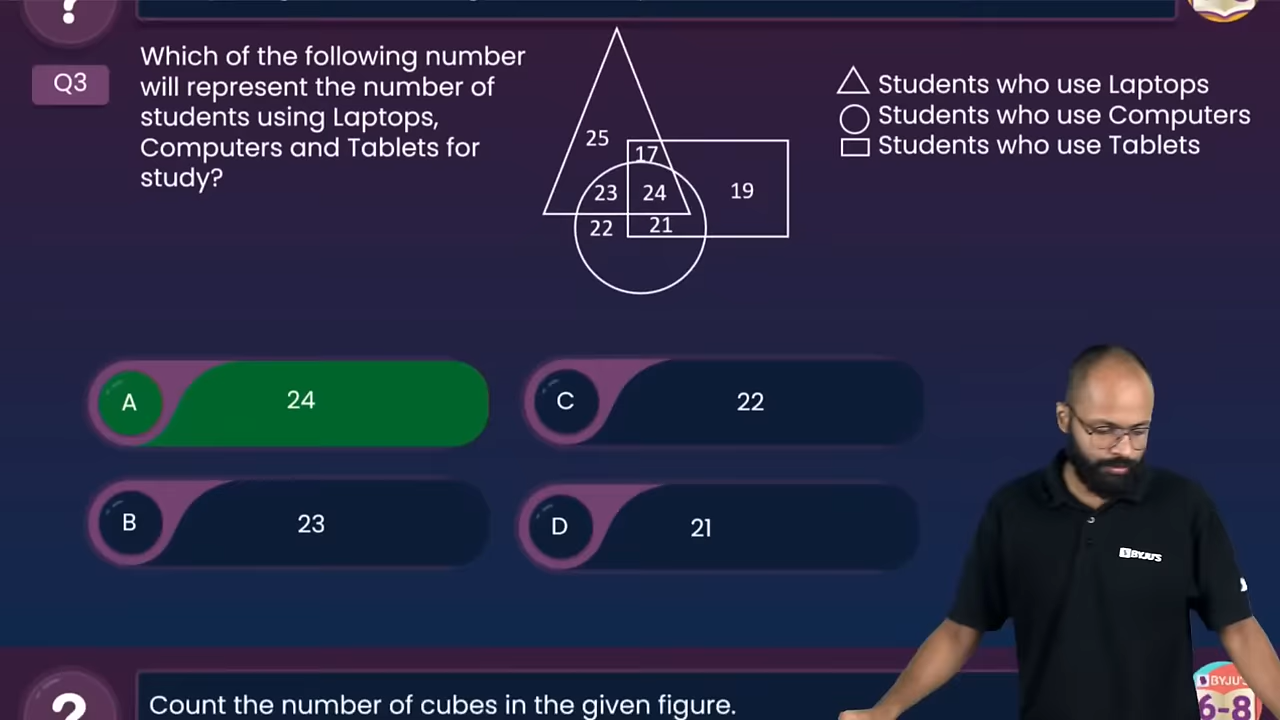 ?
Q3
Which of the following number
will represent the number of
students using Laptops,
Computers and Tablets for
study?
25
17
23
24
19
22
21
Students who use Laptops
Students who use Computers
Students who use Tablets
A
24
C
22
B
23
D
21
BYJU'S
?
Count the number of cubes in the given figure.
BYJU'S
6-8